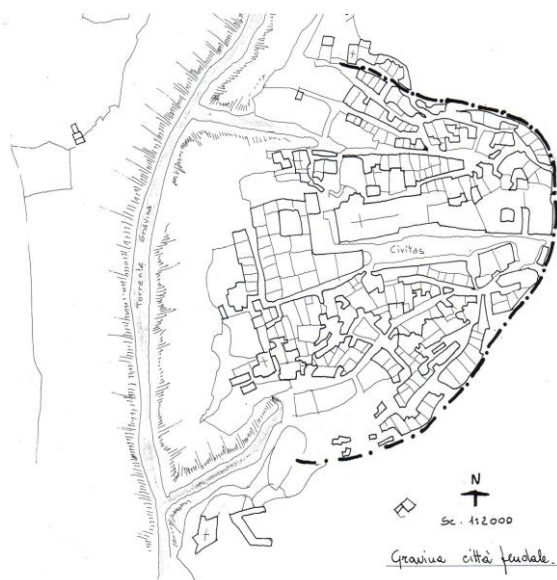 Torrente Gravina
Civitas
N
Sc. 1:2000
Gravina città feudale.